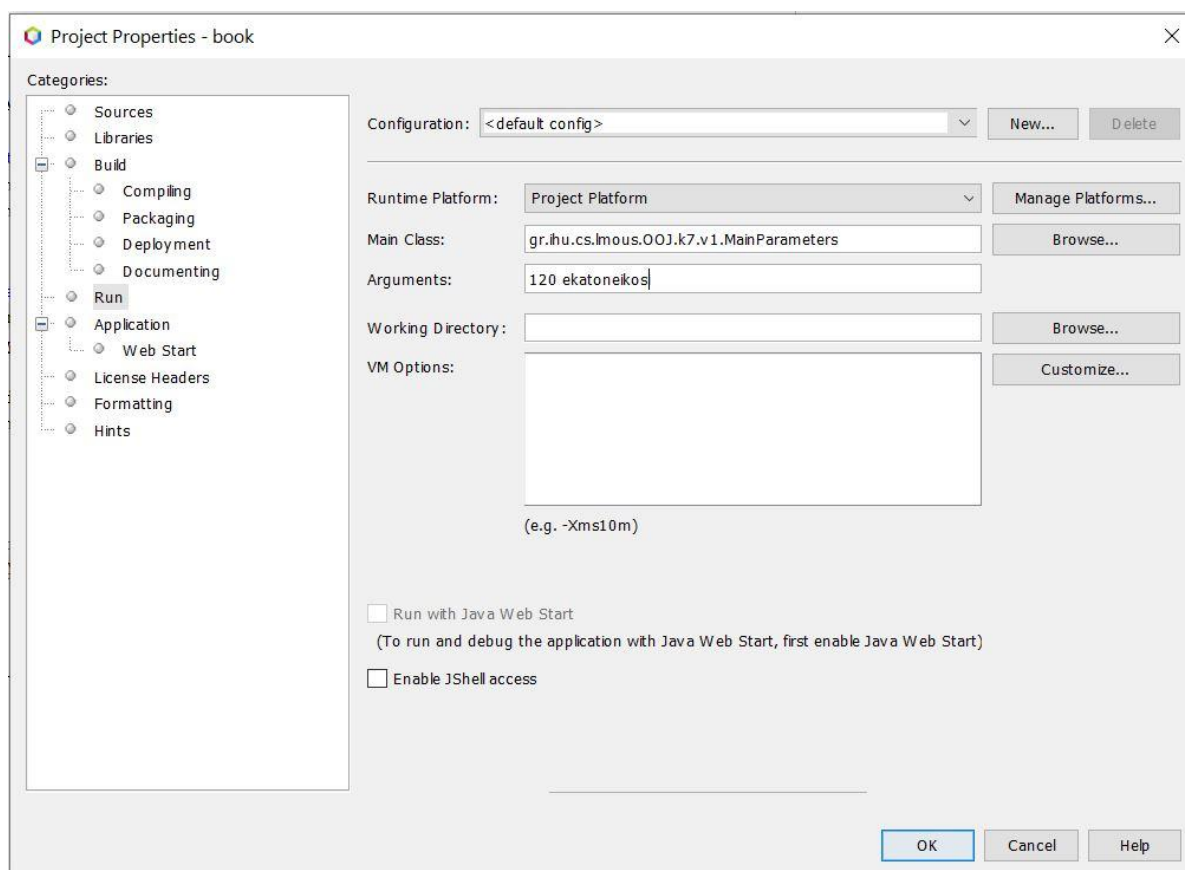 Project Properties - book
Categories:
Sources
Libraries
Build
Compiling
Packaging
Deployment
Documenting
Run
Application
Web Start
License Headers
Formatting
Hints
Configuration: <default config> New... Delete
Runtime Platform: Project Platform Manage Platforms...
Main Class: gr.ihu.cs.lmous.OOJ.k7.v1.MainParameters Browse...
Arguments: 120 ekatoneikos
Working Directory: Browse...
VM Options: Customize...
(e.g. -Xms10m)
Run with Java Web Start
(To run and debug the application with Java Web Start, first enable Java Web Start)
Enable JShell access
OK Cancel Help